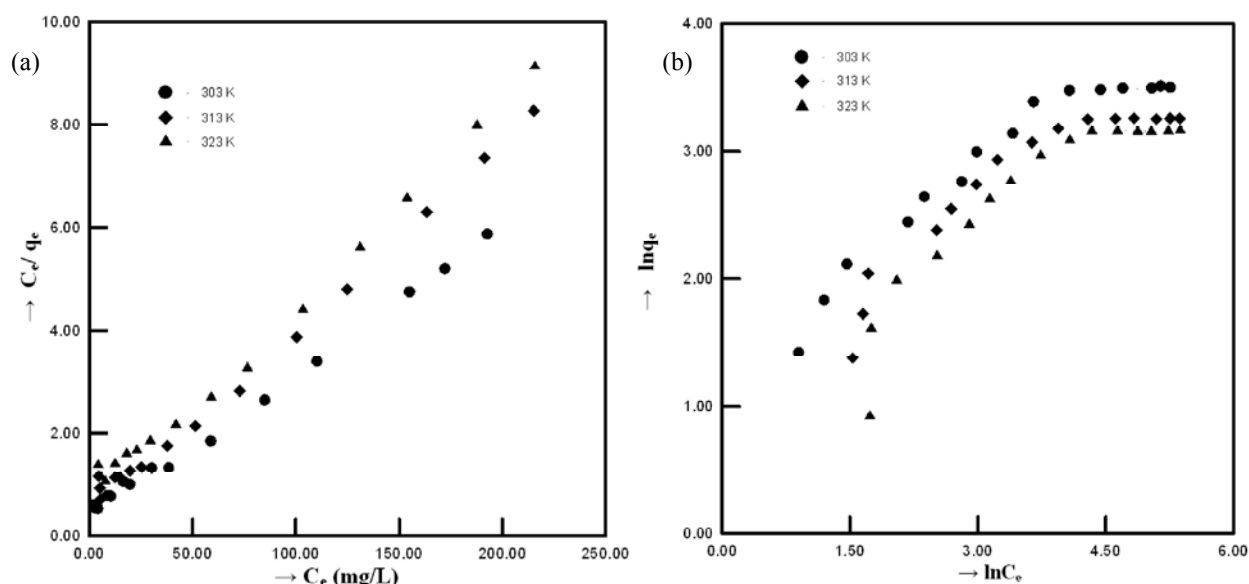 (a)
10.00
8.00
6.00
4.00
2.00
0.00
→ Ce/ qe
303 K
313 K
323 K
0.00 50.00 100.00 150.00 200.00 250.00
→ Ce (mg/L)
(b)
4.00
3.00
2.00
1.00
0.00
→ lnqe
303 K
313 K
323 K
0.00 1.50 3.00 4.50 6.00
→ lnCe